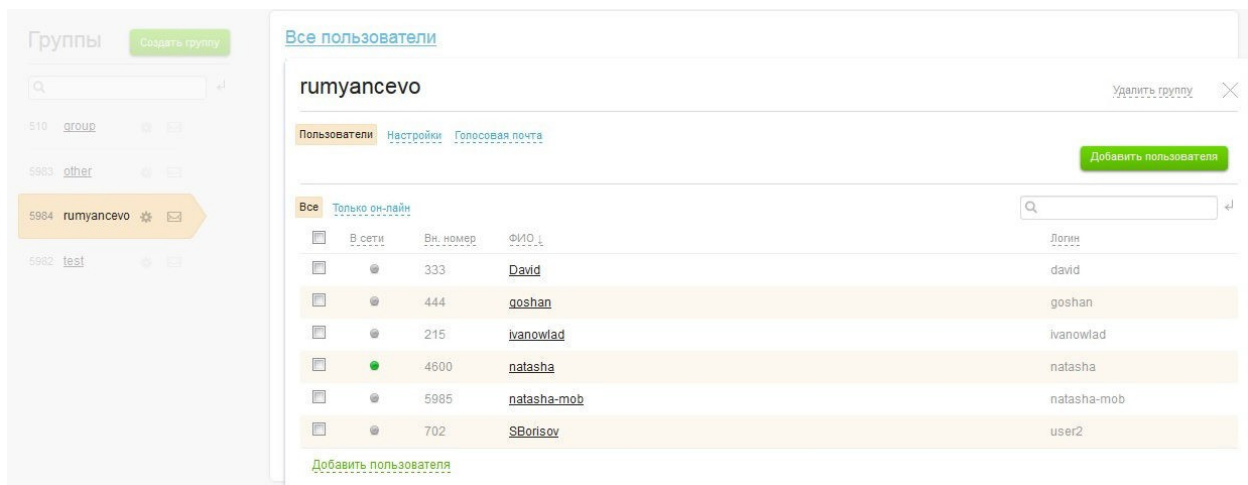 Группы Создать группу
510 group
5983 other
5984 rumyancevo
5982 test
Все пользователи
rumyancevo Удалить группу
Пользователи Настройки Голосовая почта
Добавить пользователя
Все Только он-лайн
В сети Вн. номер ФИО ↓ Логин
333 David david
444 goshan goshan
215 ivanowlad ivanowlad
4600 natasha natasha
5985 natasha-mob natasha-mob
702 SBorisov user2
Добавить пользователя